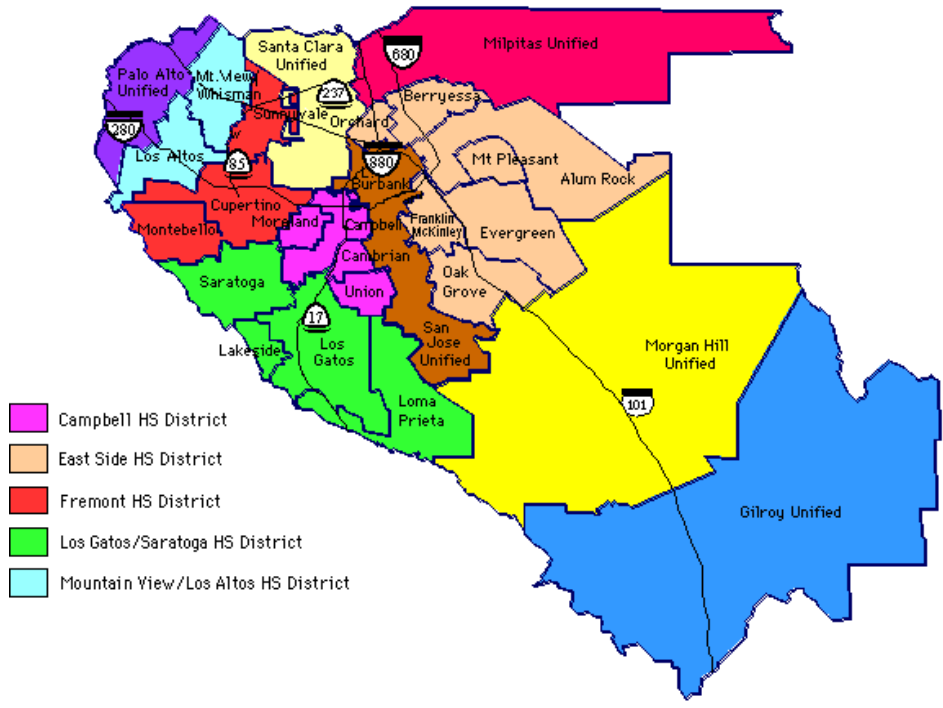 Santa Clara
Unified
Milpitas Unified
680
Palo Alto
Unified
Mt. View/
Whisman
237
Berryessa
Sunnyvale
Orchard
280
Los Altos
85
880
Burbank
Mt Pleasant
Alum Rock
Cupertino
Montebello
Moreland
Campbell
Franklin
McKinley
Evergreen
Cambrian
Saratoga
Union
Oak
Grove
17
Lakeside
Los
Gatos
San
Jose
Unified
Morgan Hill
Unified
101
Loma
Prieta
Campbell HS District
East Side HS District
Fremont HS District
Los Gatos/Saratoga HS District
Mountain View/Los Altos HS District
Gilroy Unified